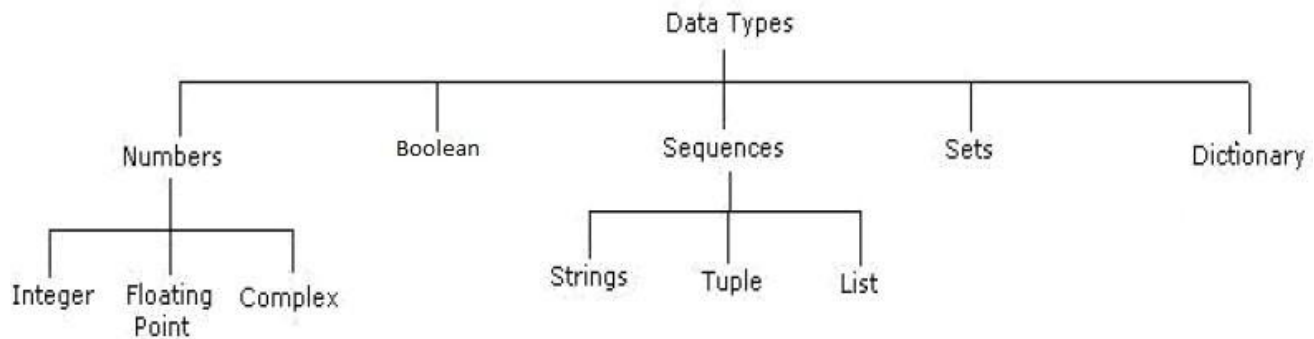 Data Types
Numbers
Boolean
Sequences
Sets
Dictionary
Integer
Floating
Point
Complex
Strings
Tuple
List